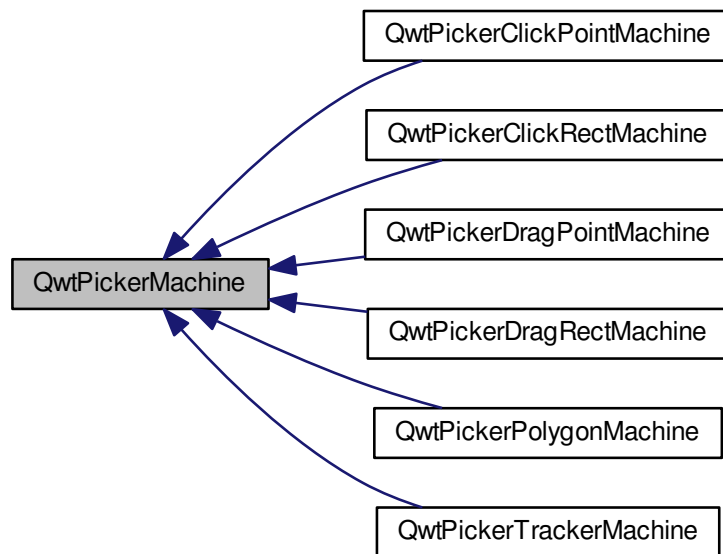 QwtPickerClickPointMachine
QwtPickerClickRectMachine
QwtPickerDragPointMachine
QwtPickerMachine
QwtPickerDragRectMachine
QwtPickerPolygonMachine
QwtPickerTrackerMachine